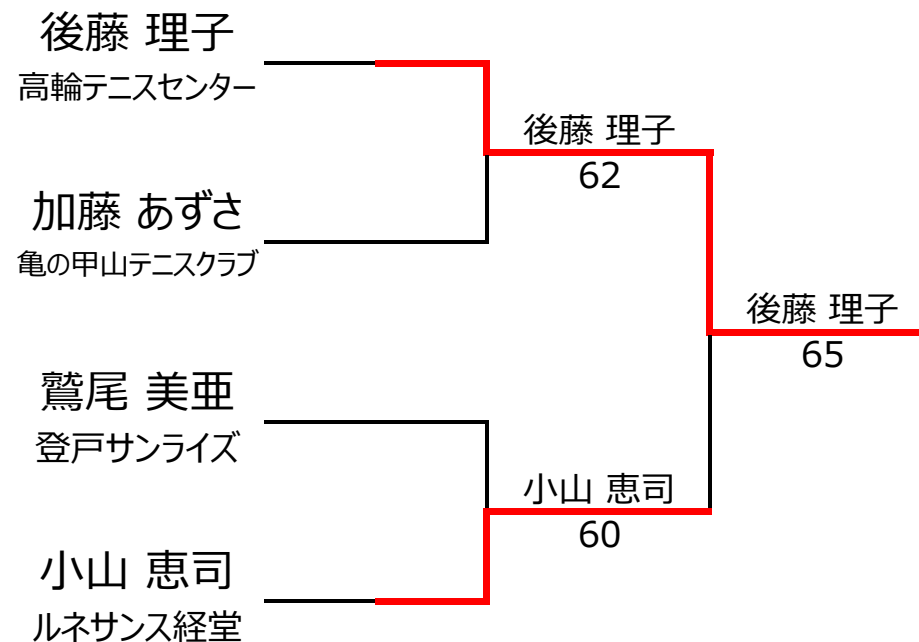 後藤 理子
高輪テニスセンター
後藤 理子
62
加藤 あずさ
亀の甲山テニスクラブ
後藤 理子
65
鷲尾 美亜
登戸サンライズ
小山 恵司
60
小山 恵司
ルネサンス経堂